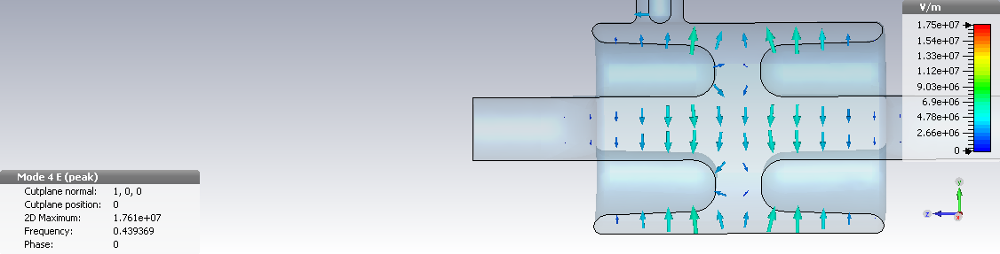 V/m
1.75e+07
1.54e+07
1.33e+07
1.12e+07
9.03e+06
6.9e+06
4.78e+06
2.66e+06
0
Mode 4 E (peak)
Cutplane normal: 1, 0, 0
Cutplane position: 0
2D Maximum: 1.761e+07
Frequency: 0.439369
Phase: 0
y
z
x